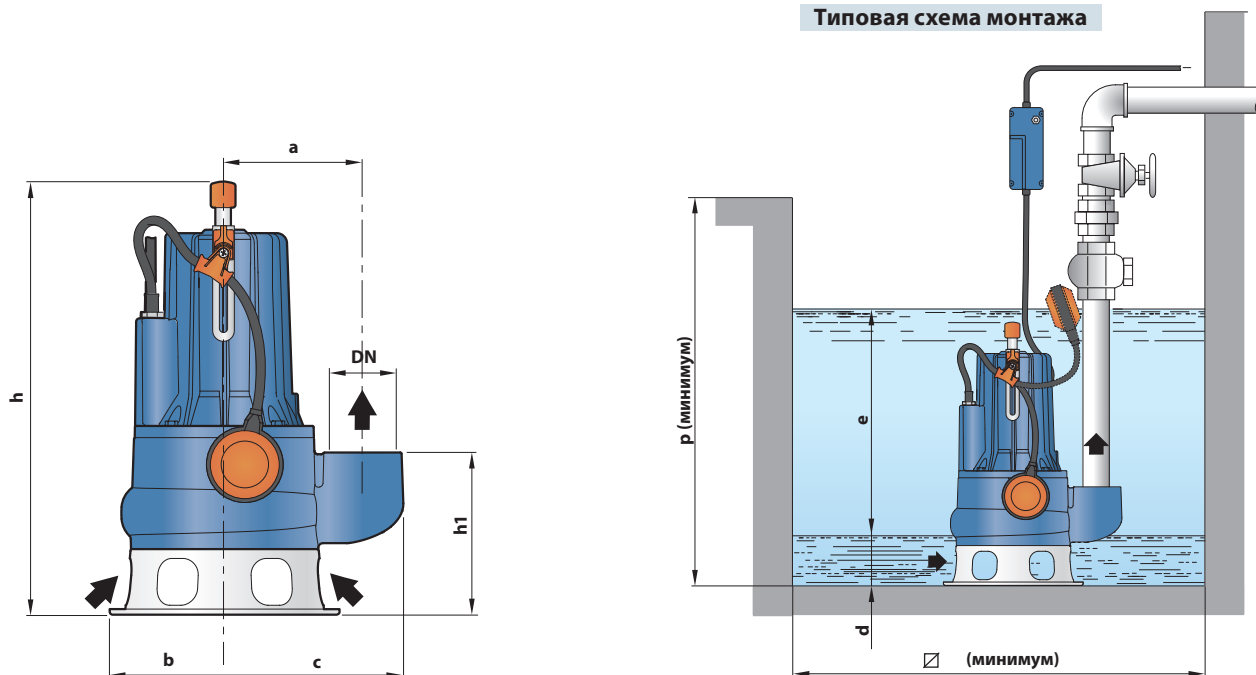 Типовая схема монтажа
a
DN
h
h1
b
c
p (минимум)
e
d
(минимум)